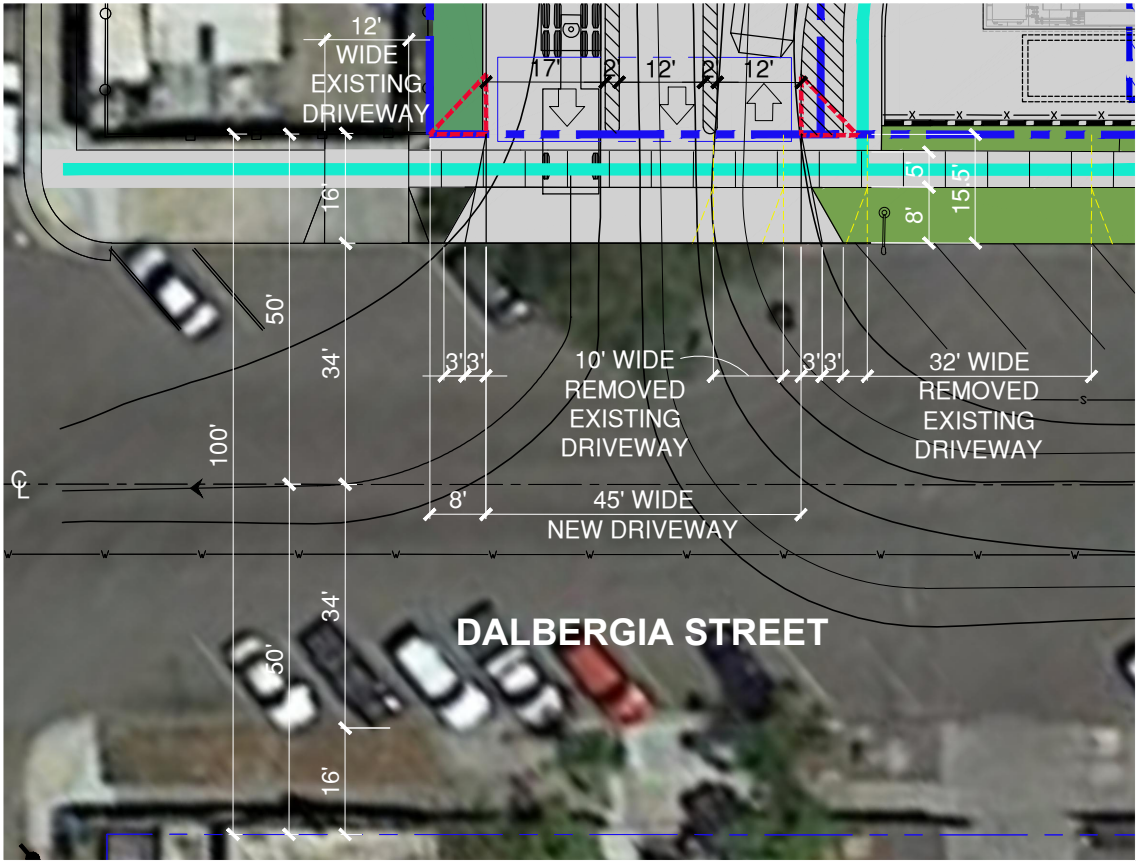 12'
WIDE
EXISTING
DRIVEWAY
17'
2'
12'
2'
12'
X X X X
16'
5'
8'
15.5'
50'
34'
100'
3' 3'
10' WIDE
REMOVED
EXISTING
DRIVEWAY
3' 3'
32' WIDE
REMOVED
EXISTING
DRIVEWAY
S
CL
8'
45' WIDE
NEW DRIVEWAY
W W W W W W W W W W W W
DALBERGIA STREET
34'
50'
16'